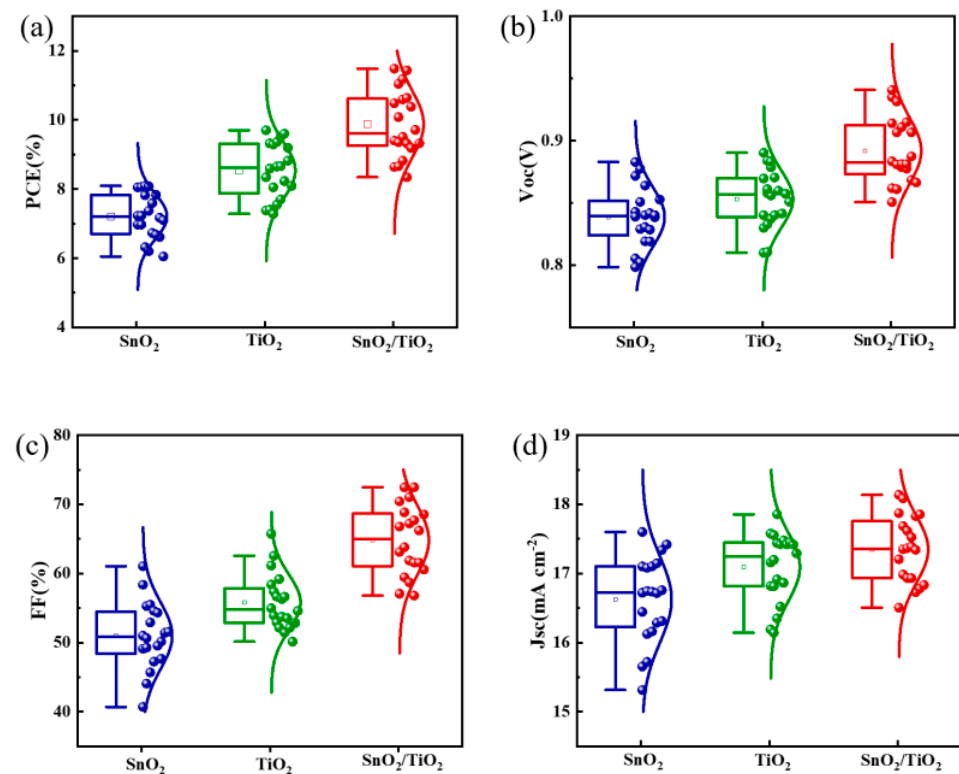 (a)
PCE(%)
12
10
8
6
4
SnO₂
TiO₂
SnO₂/TiO₂
(b)
Voc(V)
1.0
0.9
0.8
SnO₂
TiO₂
SnO₂/TiO₂
(c)
FF(%)
80
70
60
50
40
SnO₂
TiO₂
SnO₂/TiO₂
(d)
Jsc(mA cm⁻²)
19
18
17
16
15
SnO₂
TiO₂
SnO₂/TiO₂